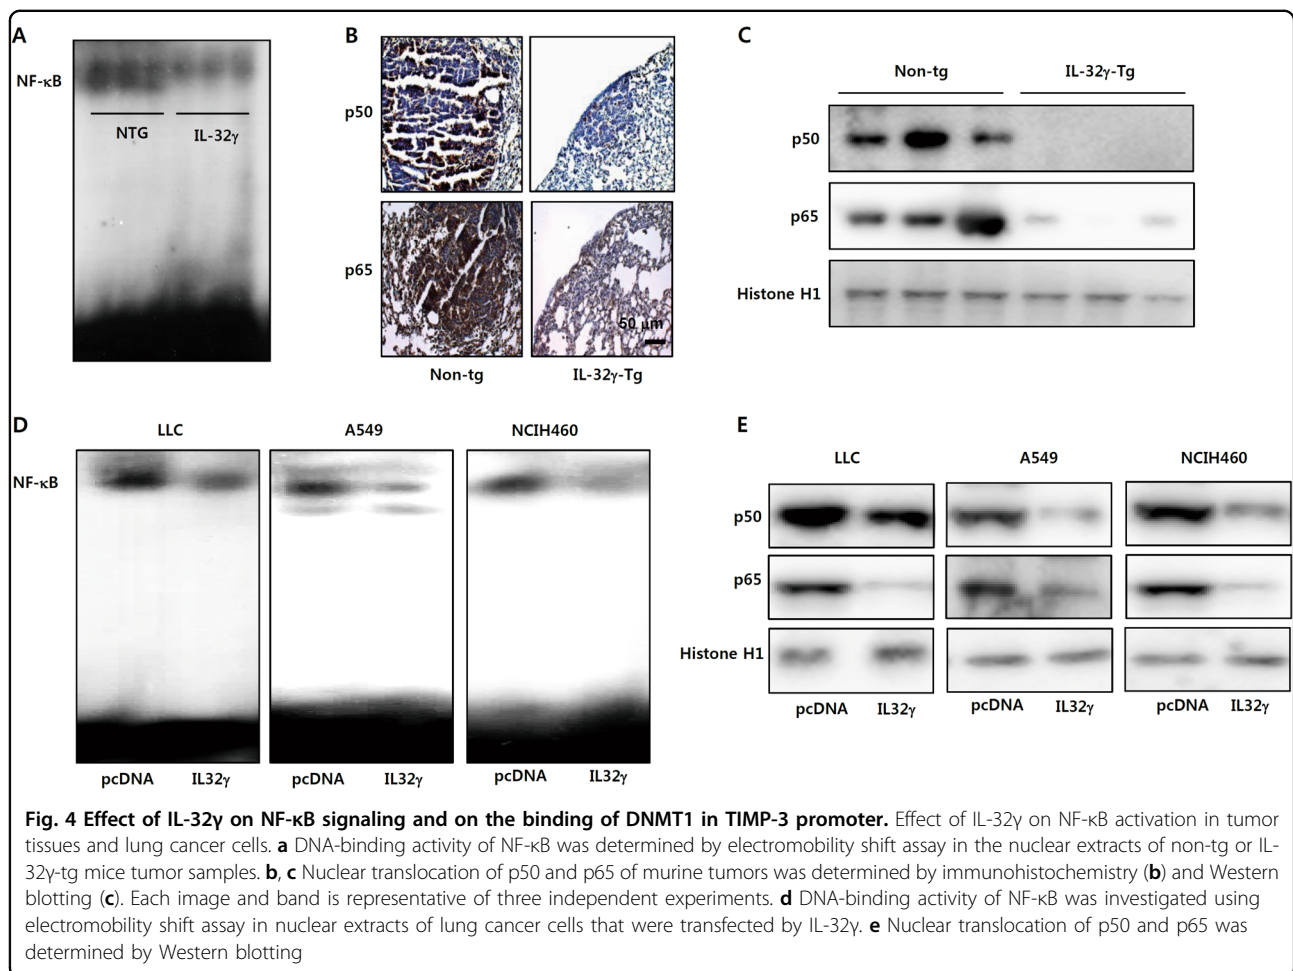 A
NF-κB
NTG
IL-32γ
B
p50
p65
50 μm
Non-tg
IL-32γ-Tg
C
Non-tg
IL-32γ-Tg
p50
p65
Histone H1
D
LLC
A549
NCIH460
NF-κB
pcDNA
IL32γ
pcDNA
IL32γ
pcDNA
IL32γ
E
LLC
A549
NCIH460
p50
p65
Histone H1
pcDNA
IL32γ
pcDNA
IL32γ
pcDNA
IL32γ
Fig. 4 Effect of IL-32γ on NF-κB signaling and on the binding of DNMT1 in TIMP-3 promoter. Effect of IL-32γ on NF-κB activation in tumor
tissues and lung cancer cells. a DNA-binding activity of NF-κB was determined by electromobility shift assay in the nuclear extracts of non-tg or IL-
32γ-tg mice tumor samples. b, c Nuclear translocation of p50 and p65 of murine tumors was determined by immunohistochemistry (b) and Western
blotting (c). Each image and band is representative of three independent experiments. d DNA-binding activity of NF-κB was investigated using
electromobility shift assay in nuclear extracts of lung cancer cells that were transfected by IL-32γ. e Nuclear translocation of p50 and p65 was
determined by Western blotting